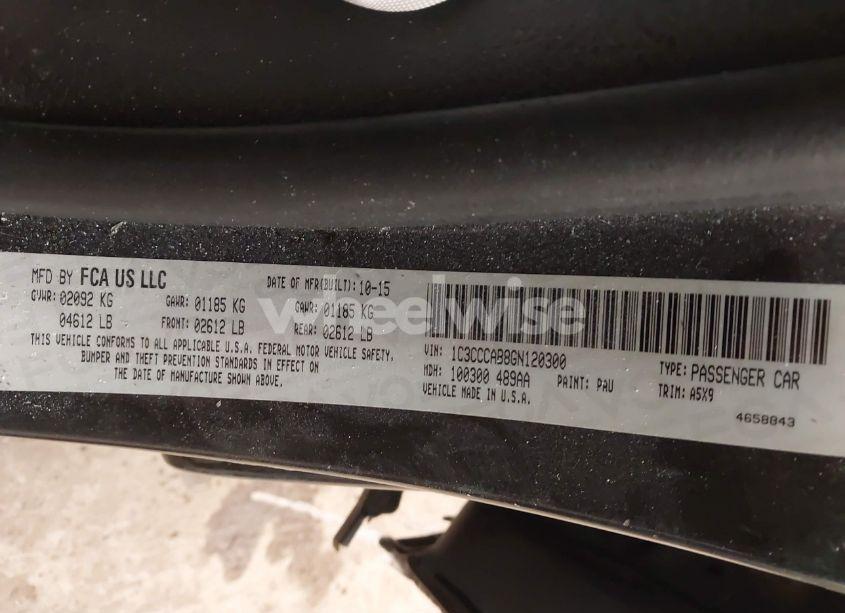 MFD BY FCA US LLC
DATE OF MFR(BUILT): 10-15
GVWR: 02092 KG
GAWR: 01185 KG
GAWR: 01185 KG
04612 LB
FRONT: 02612 LB
REAR: 02612 LB
THIS VEHICLE CONFORMS TO ALL APPLICABLE U.S.A. FEDERAL MOTOR VEHICLE SAFETY,
BUMPER AND THEFT PREVENTION STANDARDS IN EFFECT ON
THE DATE OF MANUFACTURE SHOWN ABOVE.
VIN: 1C3CCCAB8GN120300
TYPE: PASSENGER CAR
MDH: 100300 489AA
PAINT: PAU
TRIM: A5X9
VEHICLE MADE IN U.S.A.
4658843
wheelwise